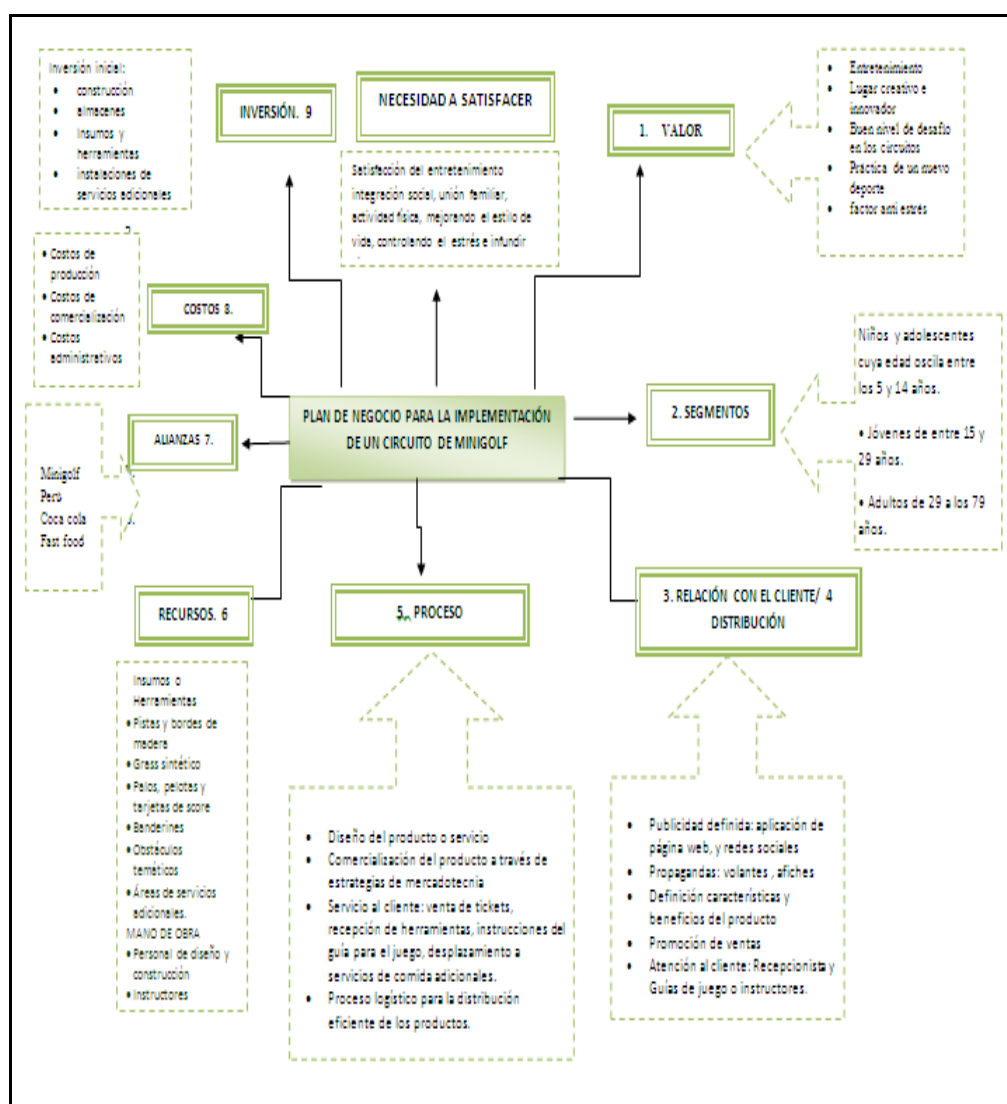 Inversión inicial:
• construcción
• almacenes
• Insumos y
herramientas
• instalaciones de
servicios adicionales
INVERSIÓN. 9
NECESIDAD A SATISFACER
Satisfacción del entretenimiento
integración social, unión familiar,
actividad física, mejorando el estilo de
vida, controlando el estrés e infundir
1. VALOR
• Entretenimiento
• Lugar creativo e
innovador
• Buen nivel de desafío
en los circuitos
• Practica de un nuevo
deporte
• factor anti estrés
• Costos de
producción
• Costos de
comercialización
• Costos
administrativos
COSTOS 8.
PLAN DE NEGOCIO PARA LA IMPLEMENTACIÓN
DE UN CIRCUITO DE MINIGOLF
2. SEGMENTOS
Niños y adolescentes
cuya edad oscila entre
los 5 y 14 años.
• Jóvenes de entre 15 y
29 años.
• Adultos de 29 a los 79
años.
ALIANZAS 7.
Minigolf
Perú
Coca cola
Fast food
RECURSOS. 6
5. PROCESO
3. RELACIÓN CON EL CLIENTE/ 4
DISTRIBUCIÓN
Insumos o
Herramientas
• Pistas y bordes de
madera
• Grass sintético
• Palos, pelotas y
tarjetas de score
• Banderines
• Obstáculos
temáticos
• Áreas de servicios
adicionales.
MANO DE OBRA
• Personal de diseño y
construcción
• Instructores
• Diseño del producto o servicio
• Comercialización del producto a través de
estrategias de mercadotecnia
• Servicio al cliente: venta de tickets,
recepción de herramientas, instrucciones del
guía para el juego, desplazamiento a
servicios de comida adicionales.
• Proceso logístico para la distribución
eficiente de los productos.
• Publicidad definida: aplicación de
página web, y redes sociales
• Propagandas: volantes , afiches
• Definición características y
beneficios del producto
• Promoción de ventas
• Atención al cliente: Recepcionista y
Guías de juego o instructores.